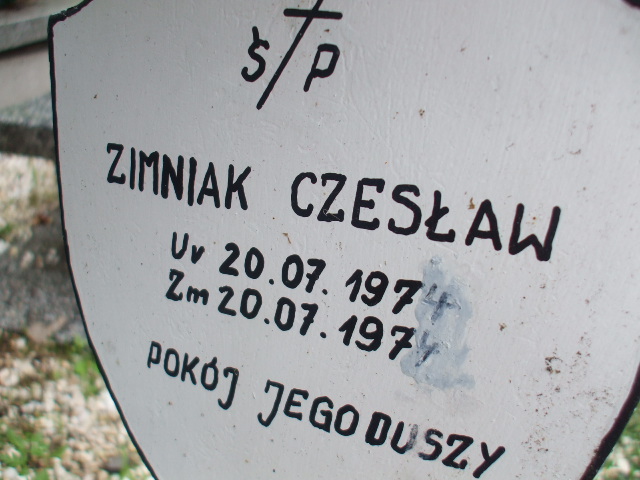 Ś P
ZIMNIAK CZESŁAW
Ur 20.07.1974
Zm 20.07.1974
POKÓJ JEGO DUSZY